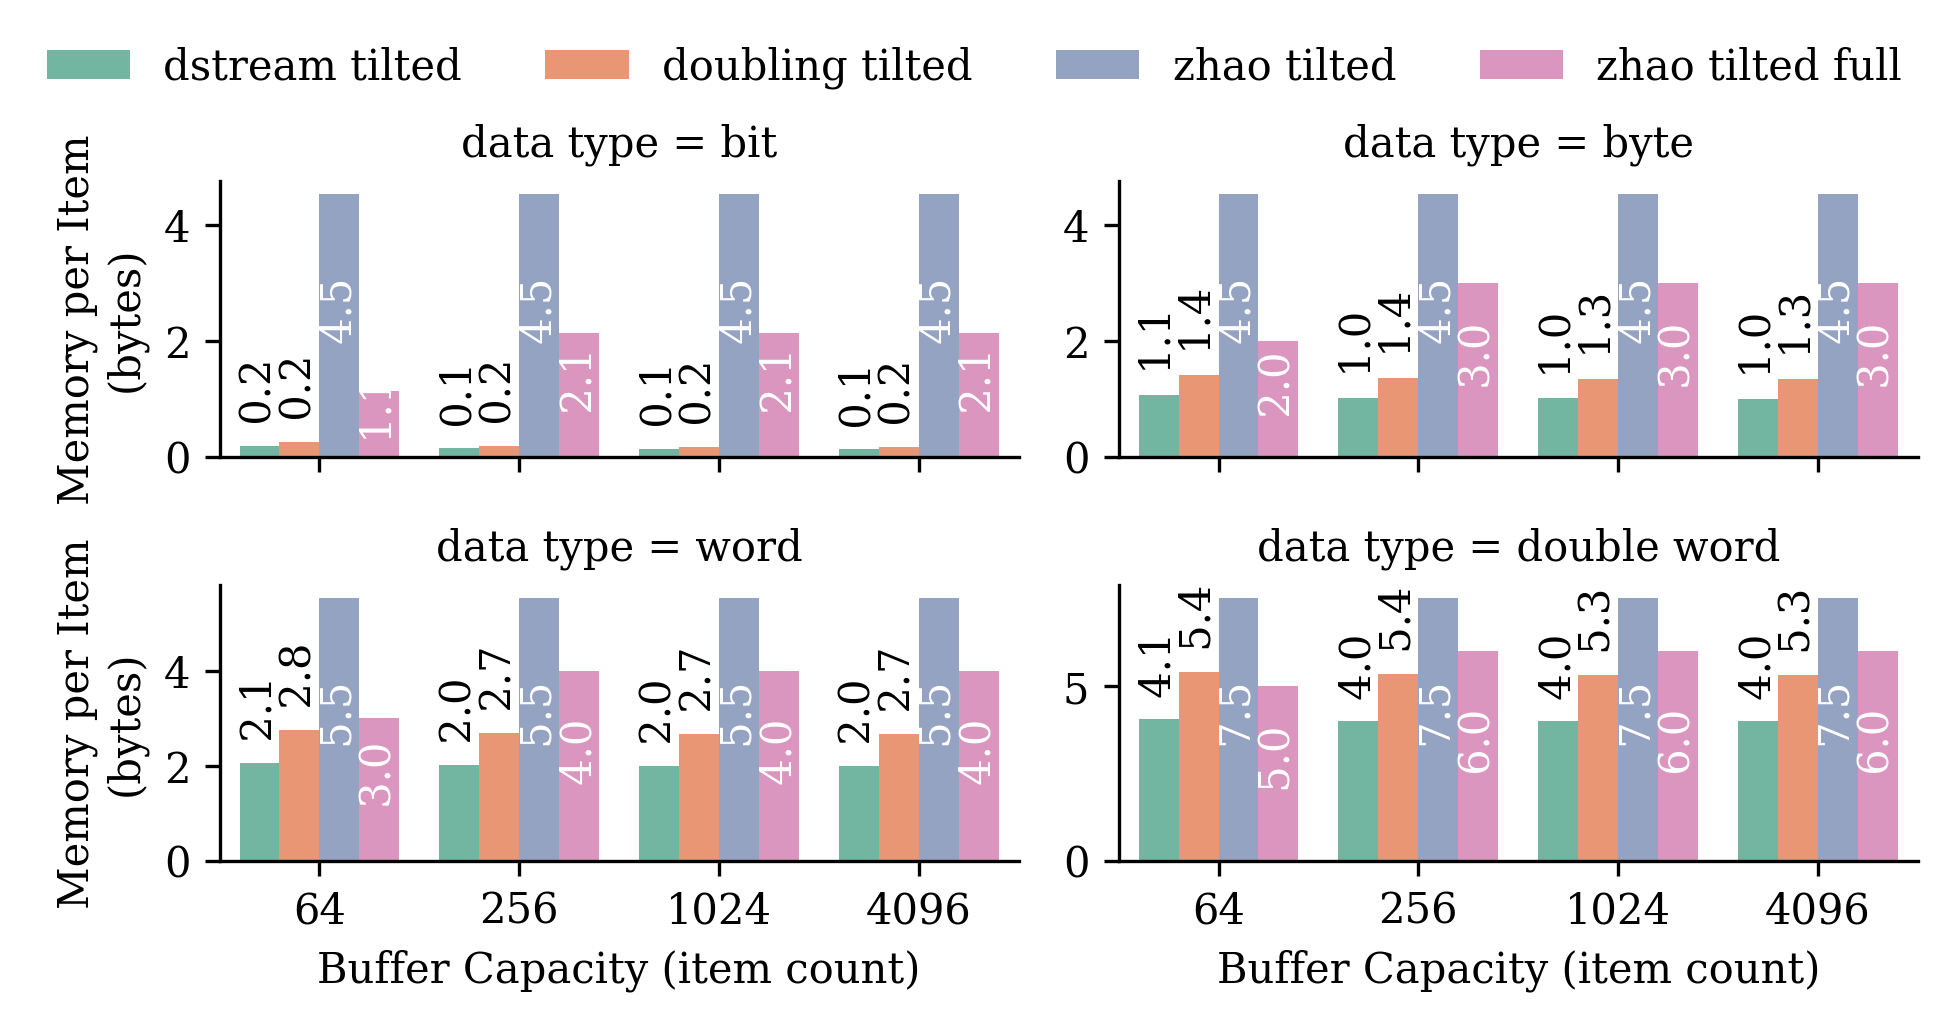 dstream tilted doubling tilted zhao tilted zhao tilted full
data type = bit
Memory per Item
(bytes)
4
2
0
0.2 0.2 4.5 1.1
0.1 0.2 4.5 2.1
0.1 0.2 4.5 2.1
0.1 0.2 4.5 2.1
data type = byte
4
2
0
1.1 1.4 4.5 2.0
1.0 1.4 4.5 3.0
1.0 1.3 4.5 3.0
1.0 1.3 4.5 3.0
data type = word
Memory per Item
(bytes)
4
2
0
2.1 2.8 5.5 3.0
2.0 2.7 5.5 4.0
2.0 2.7 5.5 4.0
2.0 2.7 5.5 4.0
64 256 1024 4096
Buffer Capacity (item count)
data type = double word
5
0
4.1 5.4 7.5 5.0
4.0 5.4 7.5 6.0
4.0 5.3 7.5 6.0
4.0 5.3 7.5 6.0
64 256 1024 4096
Buffer Capacity (item count)